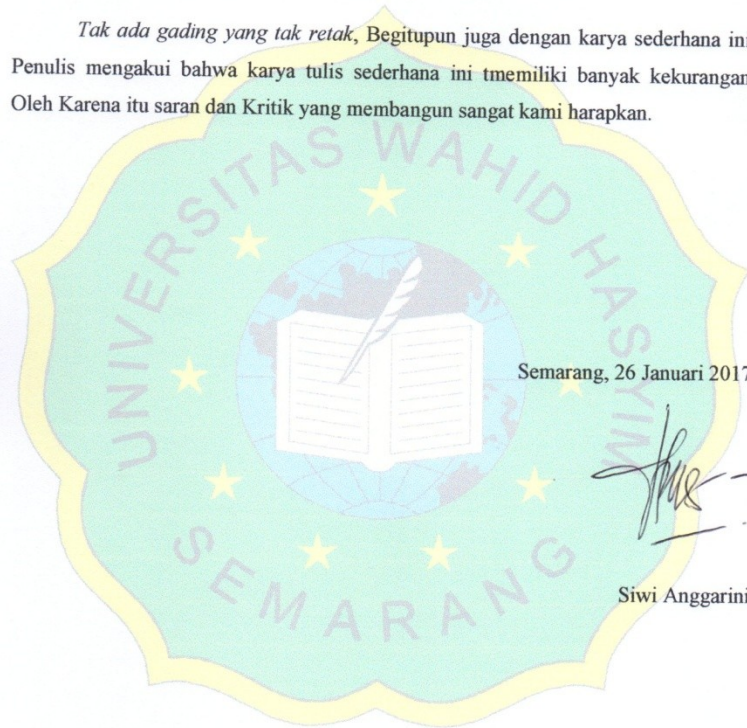 Tak ada gading yang tak retak, Begitupun juga dengan karya sederhana ini
Penulis mengakui bahwa karya tulis sederhana ini tmemiliki banyak kekurangan
Oleh Karena itu saran dan Kritik yang membangun sangat kami harapkan.
UNIVERSITAS WAHID HASYIM
Semarang, 26 Januari 2017
Siwi Anggarini
SEMARANG